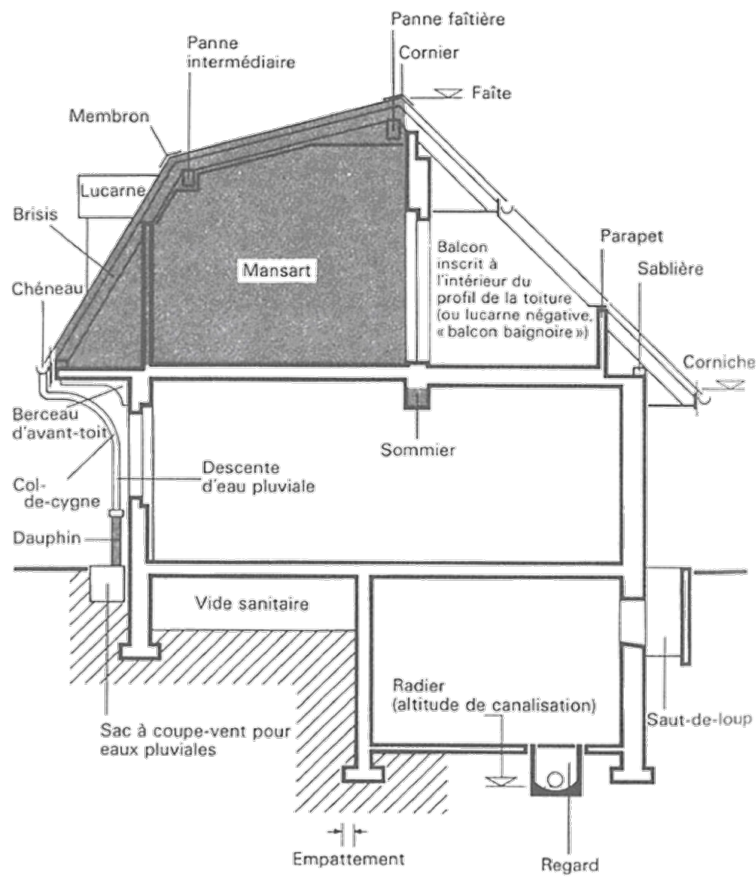 Panne faîtière
Panne
intermédiaire
Cornier
Faîte
Membron
Lucarne
Brisis
Parapet
Balcon
inscrit à
l'intérieur du
profil de la toiture
(ou lucarne négative,
« balcon baignoire »)
Sablière
Mansart
Chéneau
Corniche
Berceau
d'avant-toit
Sommier
Descente
d'eau pluviale
Col-
de-cygne
Dauphin
Vide sanitaire
Radier
(altitude de canalisation)
Saut-de-loup
Sac à coupe-vent pour
eaux pluviales
Empattement
Regard